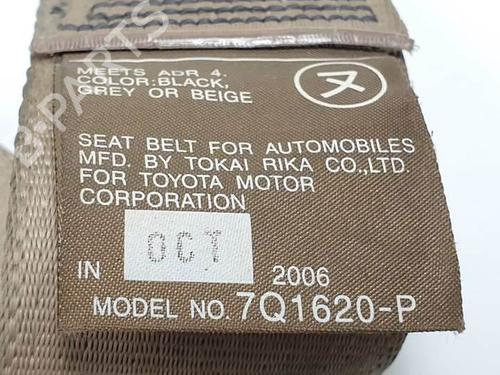 MEETS ADR 4.
COLOR:BLACK,
GREY OR BEIGE
ヌ
SEAT BELT FOR AUTOMOBILES
MFD. BY TOKAI RIKA CO.,LTD.
FOR TOYOTA MOTOR
CORPORATION
OCT
IN 2006
MODEL NO. 7Q1620-P
B-PARTS